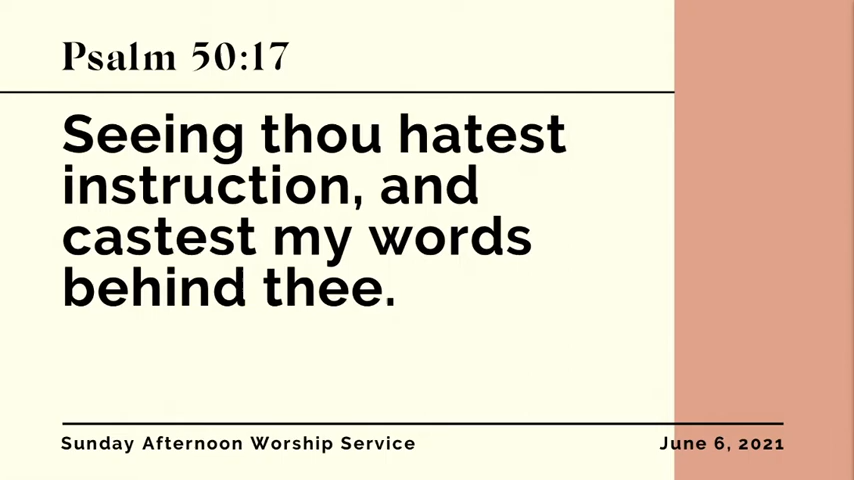 Psalm 50:17
Seeing thou hatest
instruction, and
castest my words
behind thee.
Sunday Afternoon Worship Service
June 6, 2021